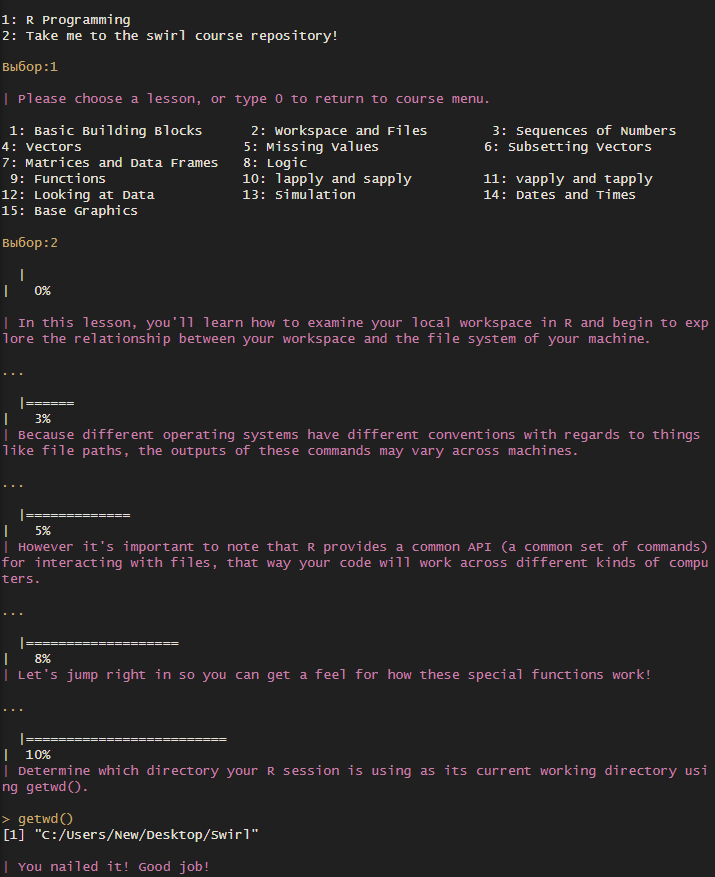 1: R Programming
2: Take me to the swirl course repository!
Выбор:1
| Please choose a lesson, or type 0 to return to course menu.
1: Basic Building Blocks 2: Workspace and Files 3: Sequences of Numbers
4: Vectors 5: Missing Values 6: Subsetting Vectors
7: Matrices and Data Frames 8: Logic
9: Functions 10: lapply and sapply 11: vapply and tapply
12: Looking at Data 13: Simulation 14: Dates and Times
15: Base Graphics
Выбор:2
|
| 0%
| In this lesson, you'll learn how to examine your local workspace in R and begin to exp
lore the relationship between your workspace and the file system of your machine.
...
|======
| 3%
| Because different operating systems have different conventions with regards to things
like file paths, the outputs of these commands may vary across machines.
...
|=============
| 5%
| However it's important to note that R provides a common API (a common set of commands)
for interacting with files, that way your code will work across different kinds of compu
ters.
...
|===================
| 8%
| Let's jump right in so you can get a feel for how these special functions work!
...
|=========================
| 10%
| Determine which directory your R session is using as its current working directory usi
ng getwd().
> getwd()
[1] "C:/Users/New/Desktop/Swirl"
| You nailed it! Good job!